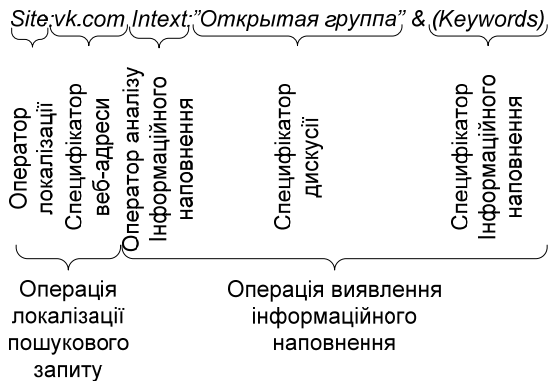 Site:vk.com Intext:"Открытая группа" & (Keywords)
Оператор
локалізації
Специфікатор
веб-адреси
Оператор аналізу
Інформаційного
наповнення
Специфікатор
дискусії
Специфікатор
Інформаційного
наповнення
Операція
локалізації
пошукового
запиту
Операція виявлення
інформаційного
наповнення